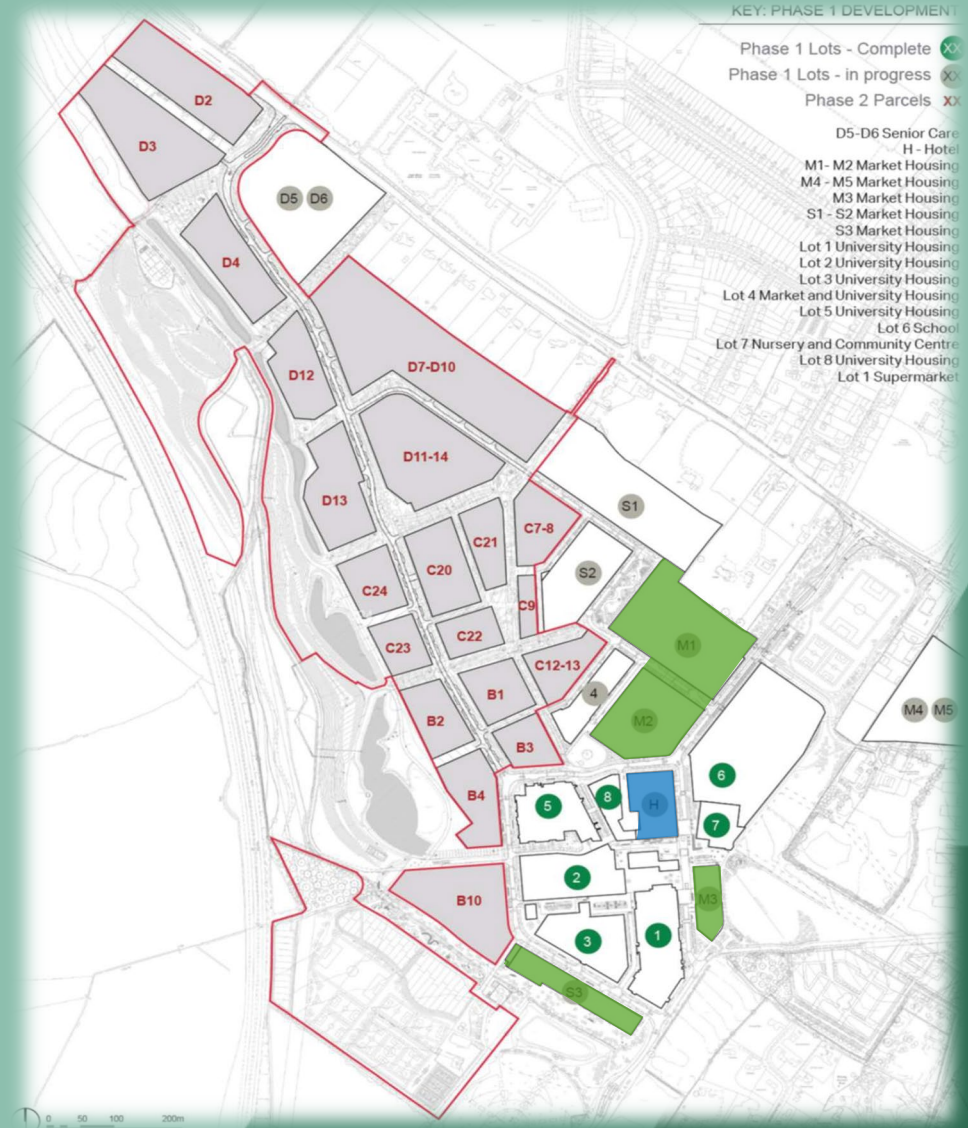 KEY: PHASE 1 DEVELOPMENT
Phase 1 Lots - Complete XX
Phase 1 Lots - in progress XX
Phase 2 Parcels XX
D5-D6 Senior Care
H - Hotel
M1- M2 Market Housing
M4 - M5 Market Housing
M3 Market Housing
S1 - S2 Market Housing
S3 Market Housing
Lot 1 University Housing
Lot 2 University Housing
Lot 3 University Housing
Lot 4 Market and University Housing
Lot 5 University Housing
Lot 6 School
Lot 7 Nursery and Community Centre
Lot 8 University Housing
Lot 1 Supermarket
D2
D3
D5 D6
D4
D7-D10
D12
D11-14
D13
S1
C7-8
C21
C20
S2
C24
C9
C22
C23
M1
C12-13
4
B1
B2
M2
M4 M5
B3
6
B4
5
8
H
7
2
B10
M3
3
1
S3
0 50 100 200m